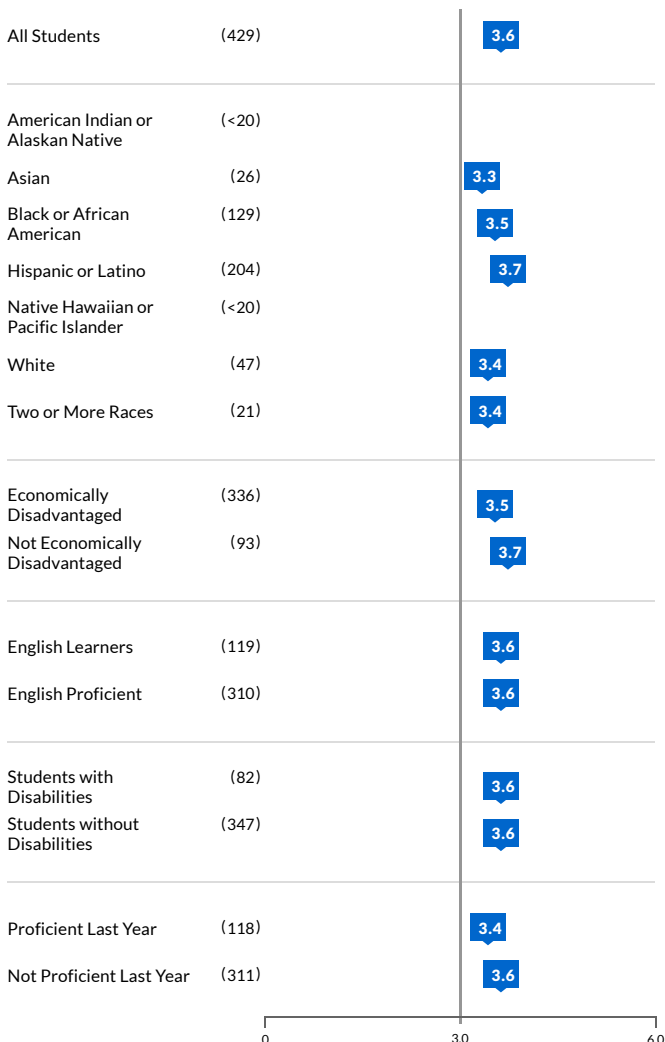 All Students (429) 3.6
American Indian or (<20)
Alaskan Native
Asian (26) 3.3
Black or African (129) 3.5
American
Hispanic or Latino (204) 3.7
Native Hawaiian or (<20)
Pacific Islander
White (47) 3.4
Two or More Races (21) 3.4
Economically (336) 3.5
Disadvantaged
Not Economically (93) 3.7
Disadvantaged
English Learners (119) 3.6
English Proficient (310) 3.6
Students with (82) 3.6
Disabilities
Students without (347) 3.6
Disabilities
Proficient Last Year (118) 3.4
Not Proficient Last Year (311) 3.6
0 3.0 6.0